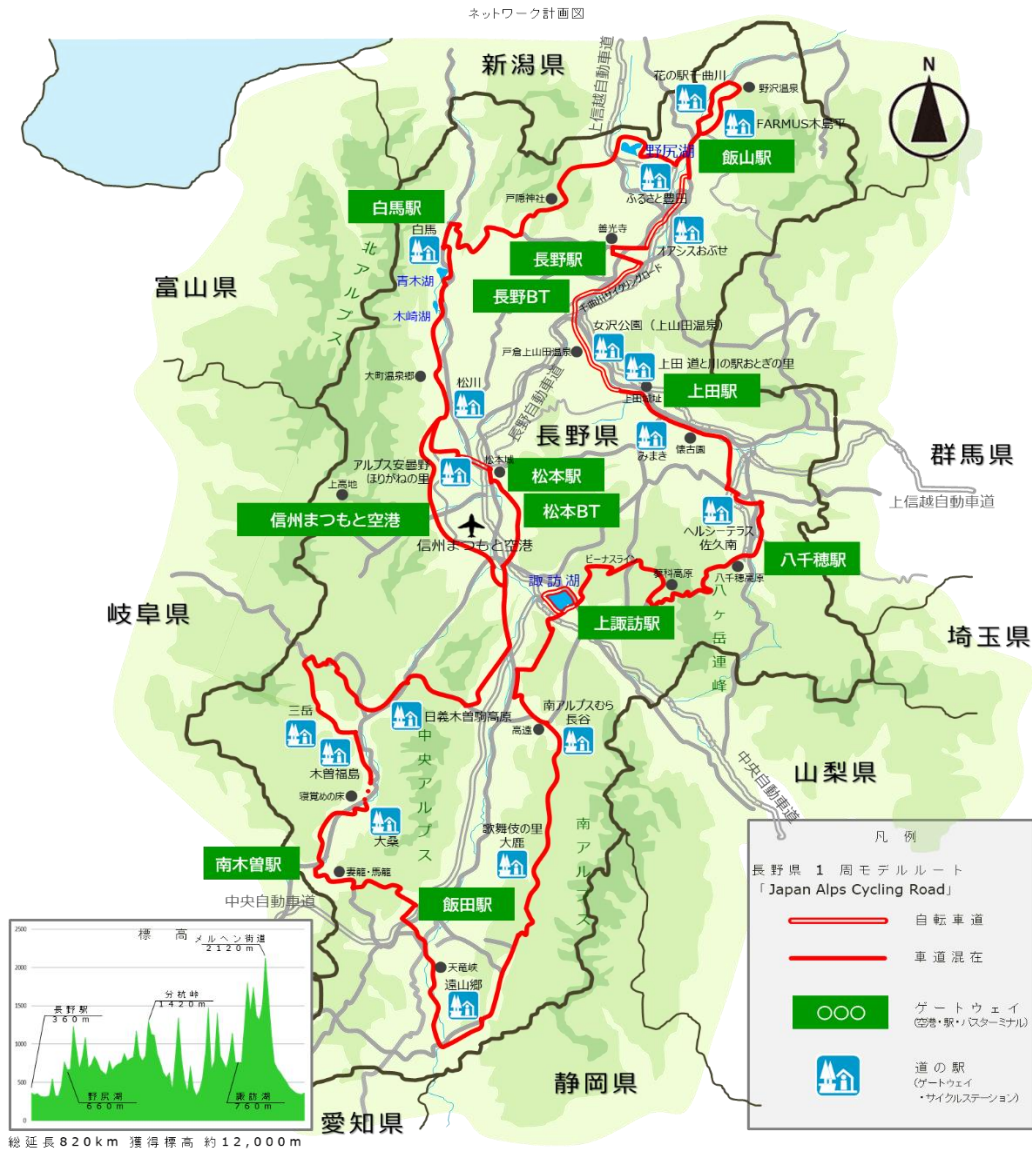 ネットワーク計画図
新潟県
上信越自動車道
花の駅千曲川
野沢温泉
N
FARMUS木島平
野尻湖
飯山駅
ふるさと豊田
戸隠神社
白馬駅
白馬
善光寺
オアシスおぶせ
北アルプス
長野駅
青木湖
富山県
千曲川サイクリングロード
長野BT
木崎湖
女沢公園（上山田温泉）
戸倉上山田温泉
上田 道と川の駅おとぎの里
大町温泉郷
上田駅
上田城址
松川
長野自動車道
長野県
みまき
懐古園
群馬県
アルプス安曇野
ほりがねの里
松本城
松本駅
上高地
上信越自動車道
信州まつもと空港
松本BT
ヘルシーテラス
佐久南
信州まつもと空港
八千穂駅
ビーナスライン
諏訪湖
蓼科高原
八千穂高原
岐阜県
上諏訪駅
八ヶ岳連峰
埼玉県
三岳
日義木曽駒高原
南アルプスむら
長谷
高遠
木曽福島
中央アルプス
中央自動車道
山梨県
寝覚めの床
大桑
歌舞伎の里
大鹿
南アルプス
南木曽駅
妻籠・馬籠
中央自動車道
飯田駅
天竜峡
遠山郷
静岡県
愛知県
凡例
長野県 1 周モデルルート
「Japan Alps Cycling Road」
自転車道
車道混在
○○○
ゲートウェイ
(空港・駅・バスターミナル)
道の駅
(ゲートウェイ
・サイクルステーション)
標高
メルヘン街道
2120m
分杭峠
1420m
長野駅
360m
野尻湖
660m
諏訪湖
760m
2500
2000
1500
1000
500
0
総延長820km 獲得標高 約12,000m